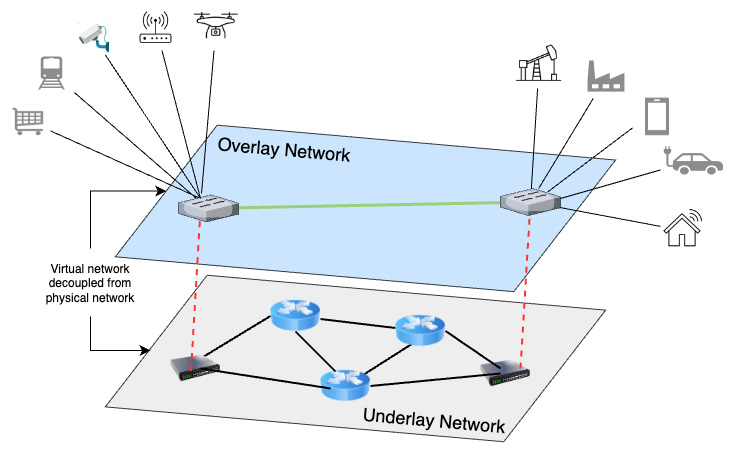 Overlay Network
Virtual network
decoupled from
physical network
Underlay Network